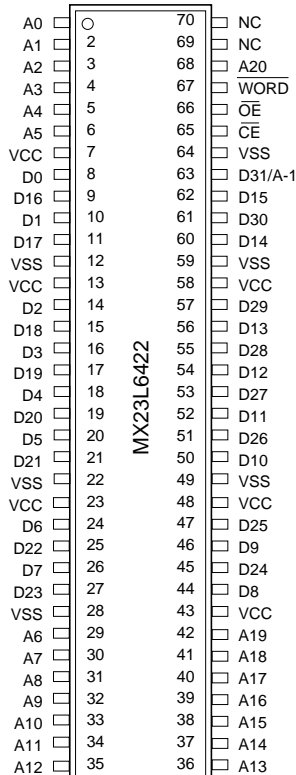 A0 70 NC
A1 2 69 NC
A2 3 68 A20
A3 4 67 WORD
A4 5 66 OE
A5 6 65 CE
VCC 7 64 VSS
D0 8 63 D31/A-1
D16 9 62 D15
D1 10 61 D30
D17 11 60 D14
VSS 12 59 VSS
VCC 13 58 VCC
D2 14 57 D29
D18 15 56 D13
D3 16 55 D28
D19 17 54 D12
D4 18 53 D27
D20 19 52 D11
D5 20 51 D26
D21 21 50 D10
VSS 22 49 VSS
VCC 23 48 VCC
D6 24 47 D25
D22 25 46 D9
D7 26 45 D24
D23 27 44 D8
VSS 28 43 VCC
A6 29 42 A19
A7 30 41 A18
A8 31 40 A17
A9 32 39 A16
A10 33 38 A15
A11 34 37 A14
A12 35 36 A13
MX23L6422